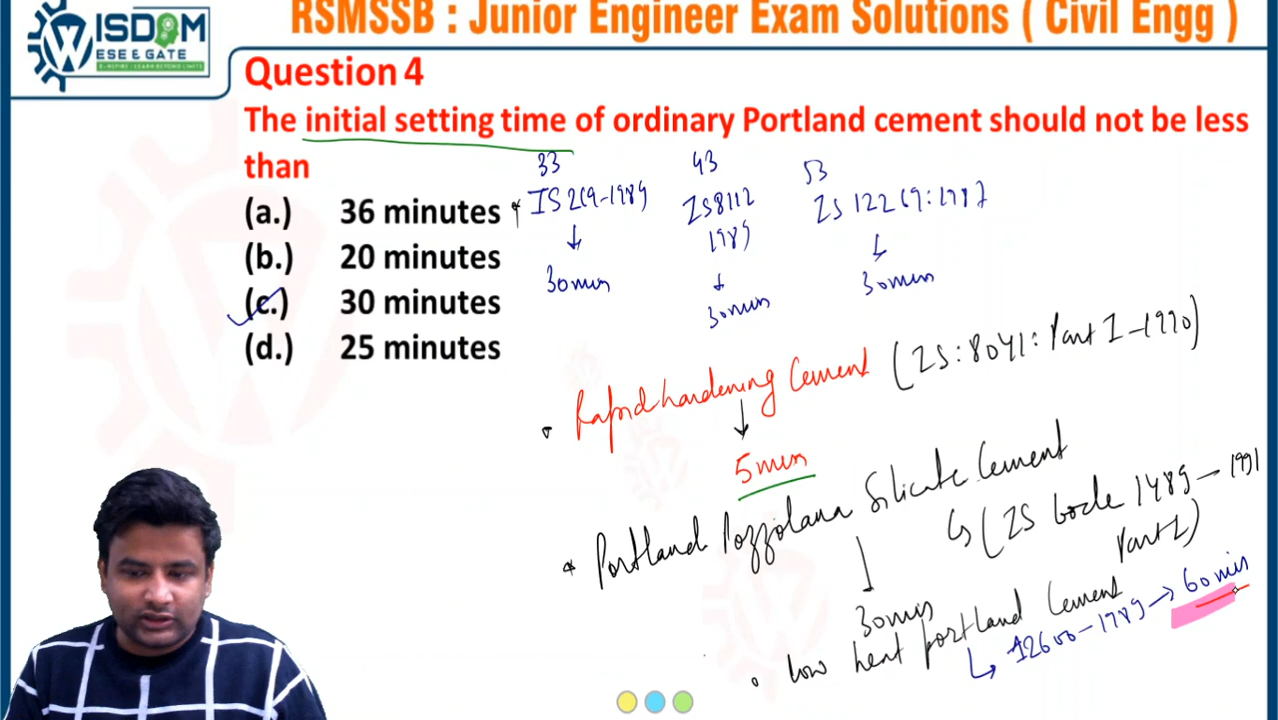 RSMSSB : Junior Engineer Exam Solutions ( Civil Engg )
WISDOM
ESE & GATE
Question 4
The initial setting time of ordinary Portland cement should not be less
than
(a.) 36 minutes
(b.) 20 minutes
(c.) 30 minutes
(d.) 25 minutes
33 43 53
IS 269-1989 IS 8112 IS 12269:1987
1989
30 min 30 min 30 min
Rapid hardening Cement (IS:8041: Part I - 1990)
5 min
Portland Pozzolana Silicate Cement
(IS code 1489 - 1991
Part I)
30 min
low heat portland Cement
12600-1989 → 60 min